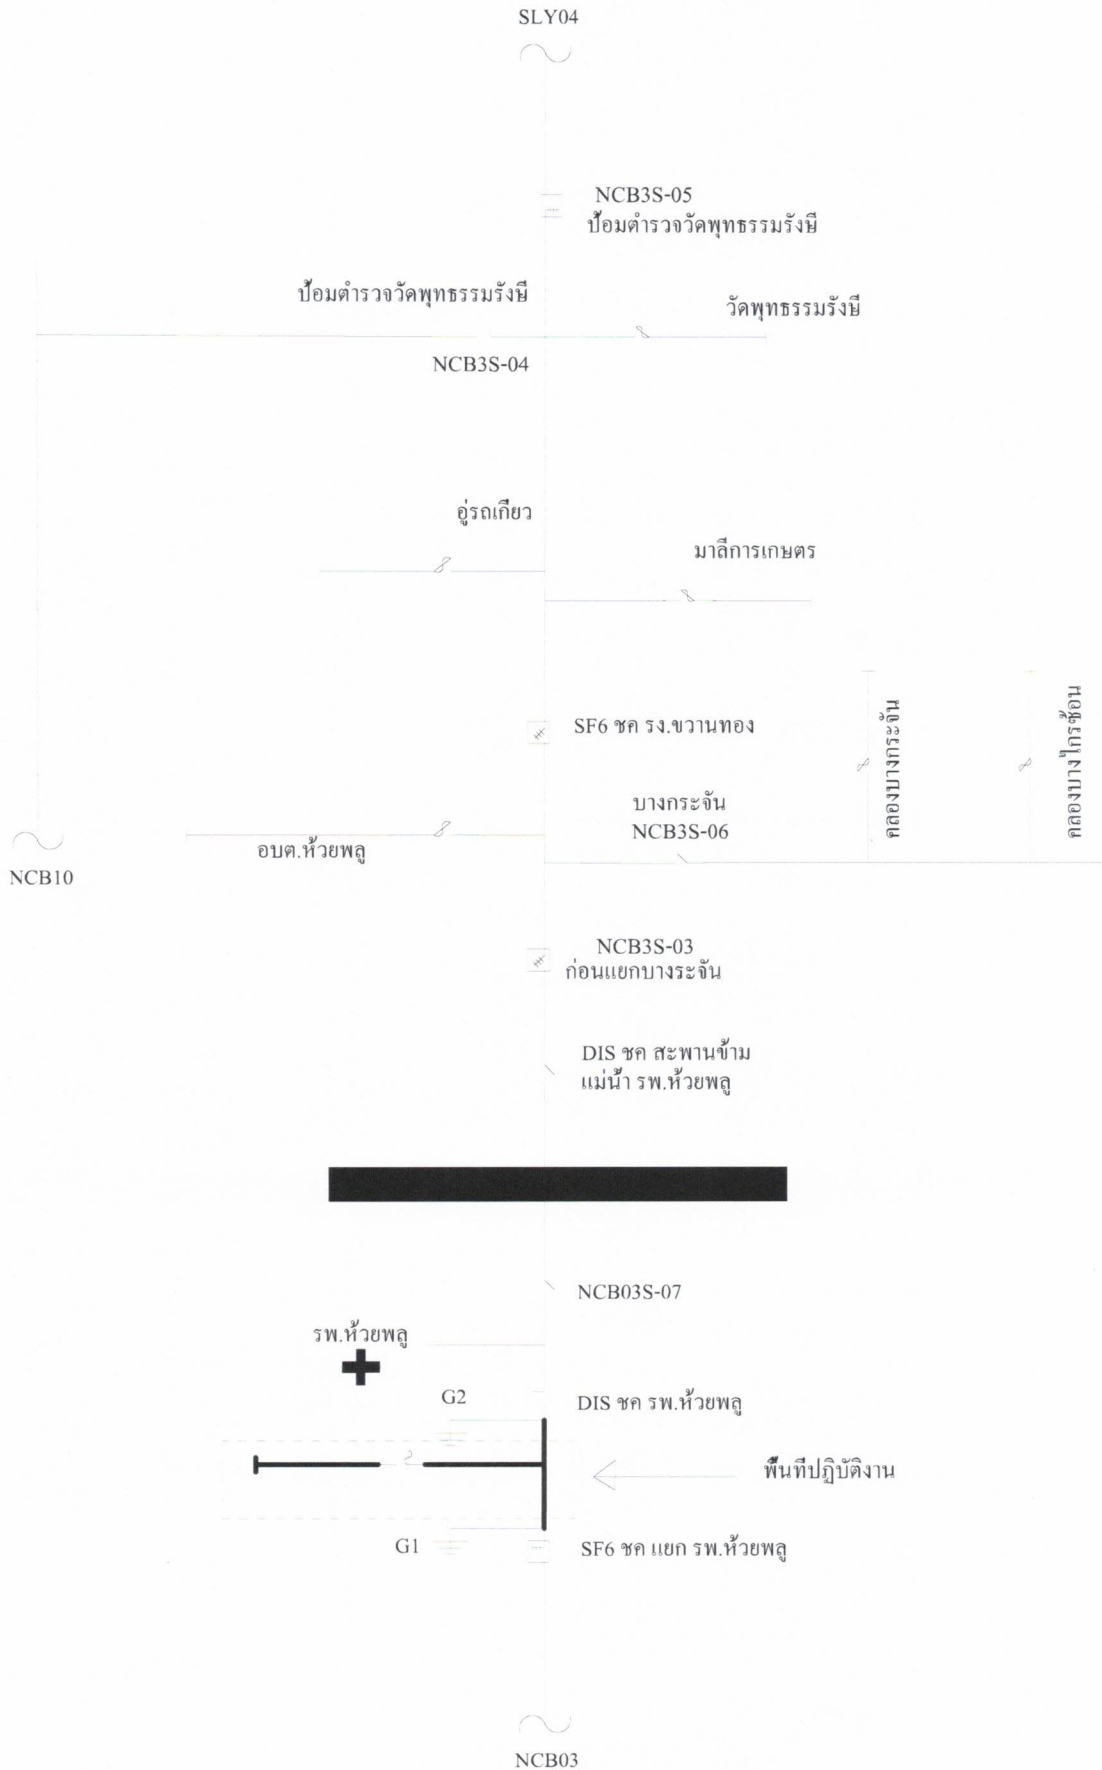 SLY04
NCB3S-05
ป้อมตำรวจวัดพุทธธรรมรังษี
ป้อมตำรวจวัดพุทธธรรมรังษี
วัดพุทธธรรมรังษี
NCB3S-04
อู่รถเกียว
มาลีการเกษตร
SF6 ชค รง.ขวานทอง
คลองบางกระจัน
คลองบางไกรซ้อน
บางกระจัน
NCB3S-06
อบต.ห้วยพลู
NCB10
NCB3S-03
ก่อนแยกบางระจัน
DIS ชค สะพานข้าม
แม่น้ำ รพ.ห้วยพลู
NCB03S-07
รพ.ห้วยพลู
G2
DIS ชค รพ.ห้วยพลู
พื้นที่ปฏิบัติงาน
G1
SF6 ชค แยก รพ.ห้วยพลู
NCB03